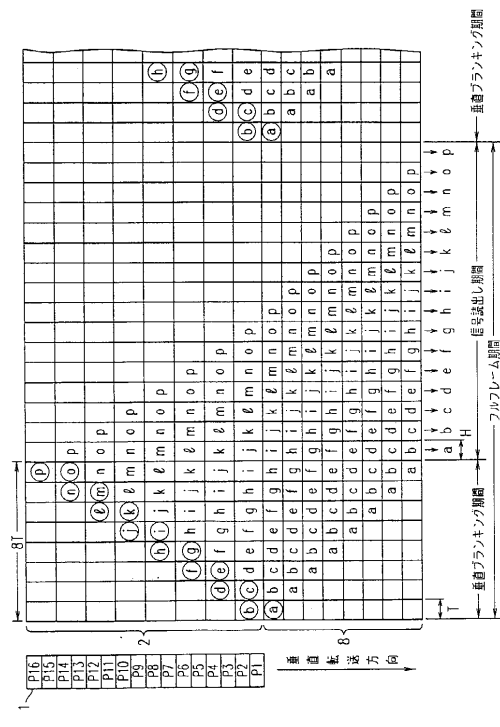 1
P16
P15
P14
P13
P12
P11
P10
P9
P8
P7
P6
P5
P4
P3
P2
P1
垂直転送方向
8T
2
8
p
n o p
l m n o p
j k l m n o p
h i j k l m n o p h
f g h i j k l m n o p f g
d e f g h i j k l m n o p d e f
b c d e f g h i j k l m n o p b c d e
a b c d e f g h i j k l m n o p a b c d
a b c d e f g h i j k l m n o p a b c
a b c d e f g h i j k l m n o p a b
a b c d e f g h i j k l m n o p a
a b c d e f g h i j k l m n o p
a b c d e f g h i j k l m n o p
a b c d e f g h i j k l m n o p
a b c d e f g h i j k l m n o p
a b c d e f g h i j k l m n o p
T
H
垂直ブランキング期間
信号読出し期間
垂直ブランキング期間
フルフレーム期間